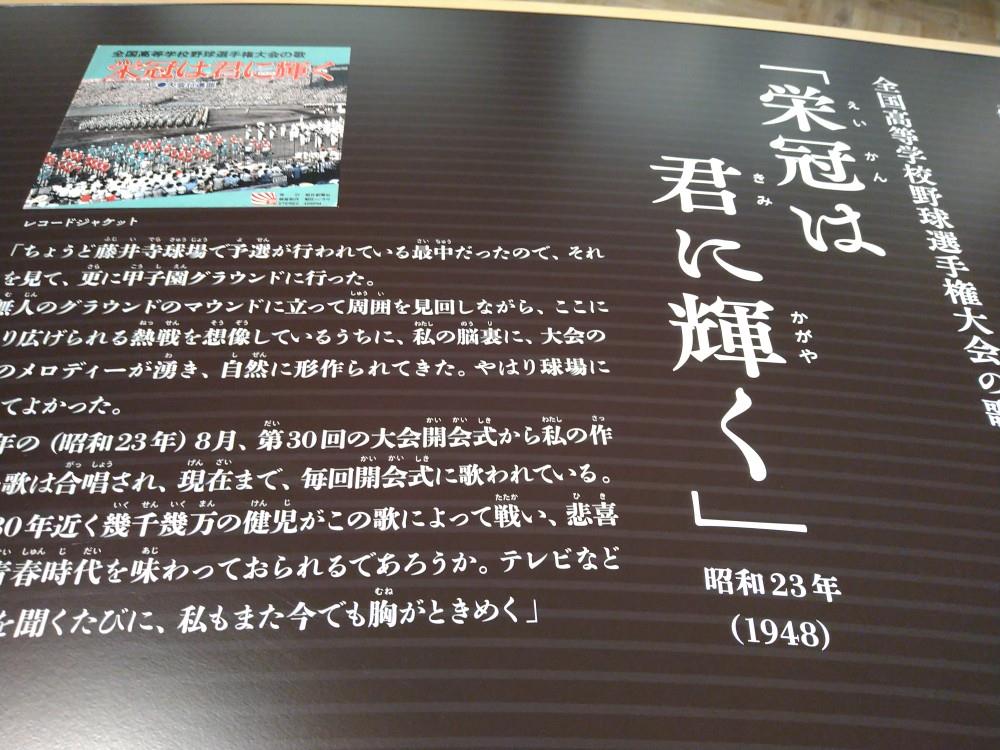 全国高等学校野球選手権大会の歌
「栄冠は
君に輝く」
昭和23年
(1948)
全国高等学校野球選手権大会の歌
栄冠は君に輝く
レコードジャケット
「ちょうど藤井寺球場で予選が行われている最中だったので、それ
を見て、更に甲子園グラウンドに行った。
無人のグラウンドのマウンドに立って周囲を見回しながら、ここに
り広げられる熱戦を想像しているうちに、私の脳裏に、大会の
のメロディーが湧き、自然に形作られてきた。やはり球場に
てよかった。
年の（昭和23年）8月、第30回の大会開会式から私の作
歌は合唱され、現在まで、毎回開会式に歌われている。
30年近く幾千幾万の健児がこの歌によって戦い、悲喜
青春時代を味わっておられるであろうか。テレビなど
を聞くたびに、私もまた今でも胸がときめく」